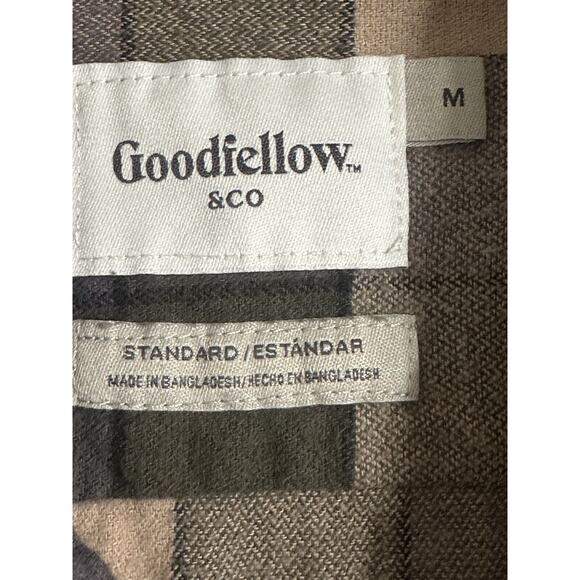 Goodfellow™
&CO
M
STANDARD/ESTÁNDAR
MADE IN BANGLADESH/HECHO EN BANGLADESH